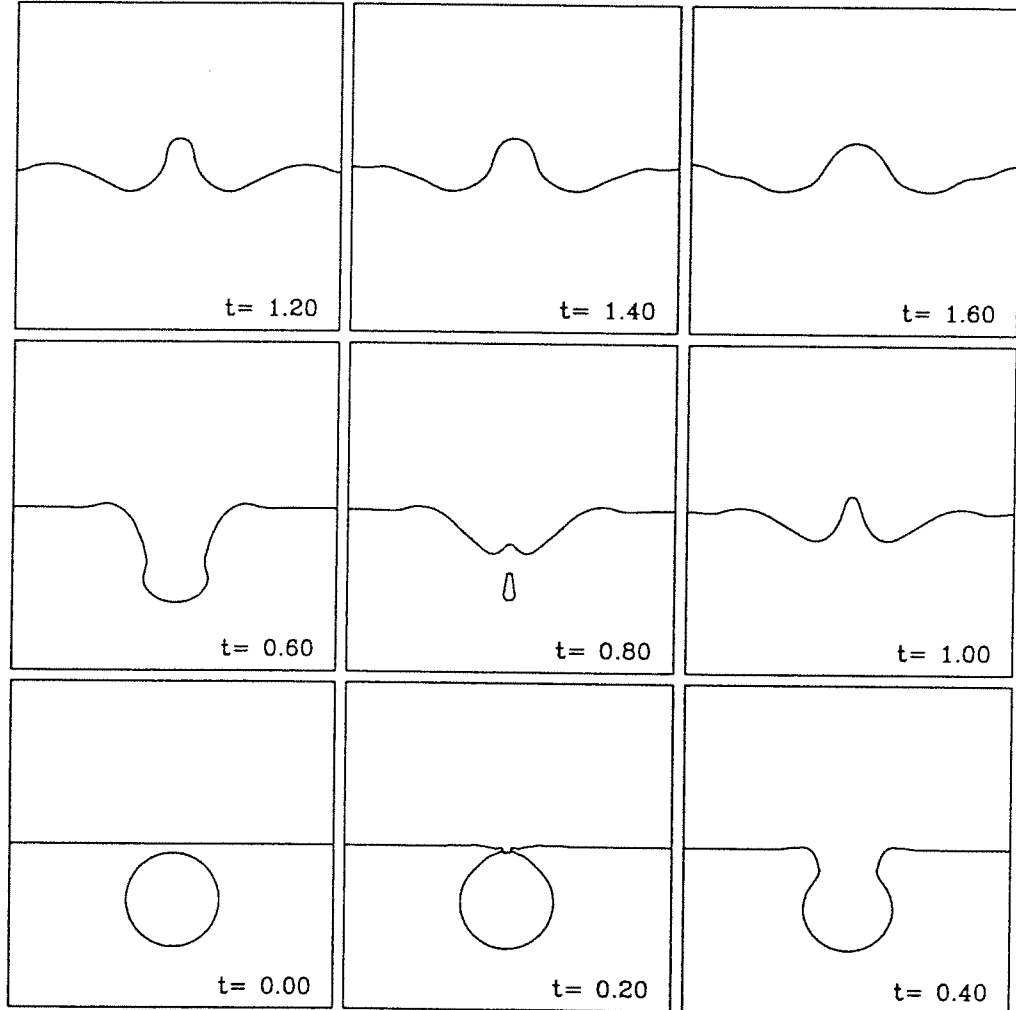 t= 1.20
t= 1.40
t= 1.60
t= 0.60
t= 0.80
t= 1.00
t= 0.00
t= 0.20
t= 0.40